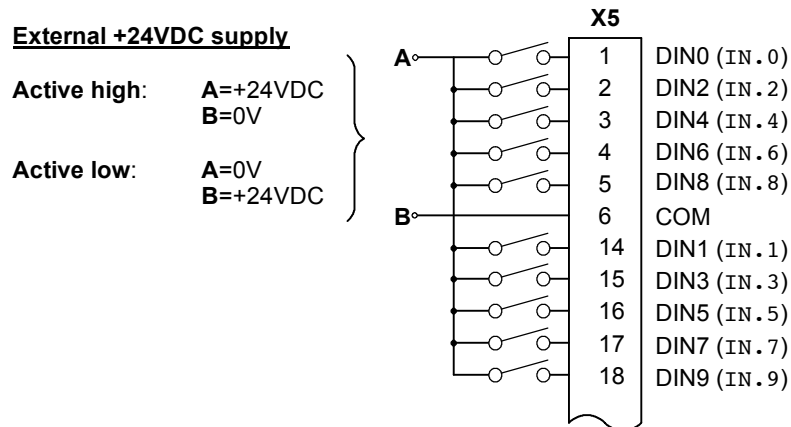 X5
External +24VDC supply
Active high: A=+24VDC
B=0V
Active low: A=0V
B=+24VDC
A
B
1 DIN0 (IN.0)
2 DIN2 (IN.2)
3 DIN4 (IN.4)
4 DIN6 (IN.6)
5 DIN8 (IN.8)
6 COM
14 DIN1 (IN.1)
15 DIN3 (IN.3)
16 DIN5 (IN.5)
17 DIN7 (IN.7)
18 DIN9 (IN.9)